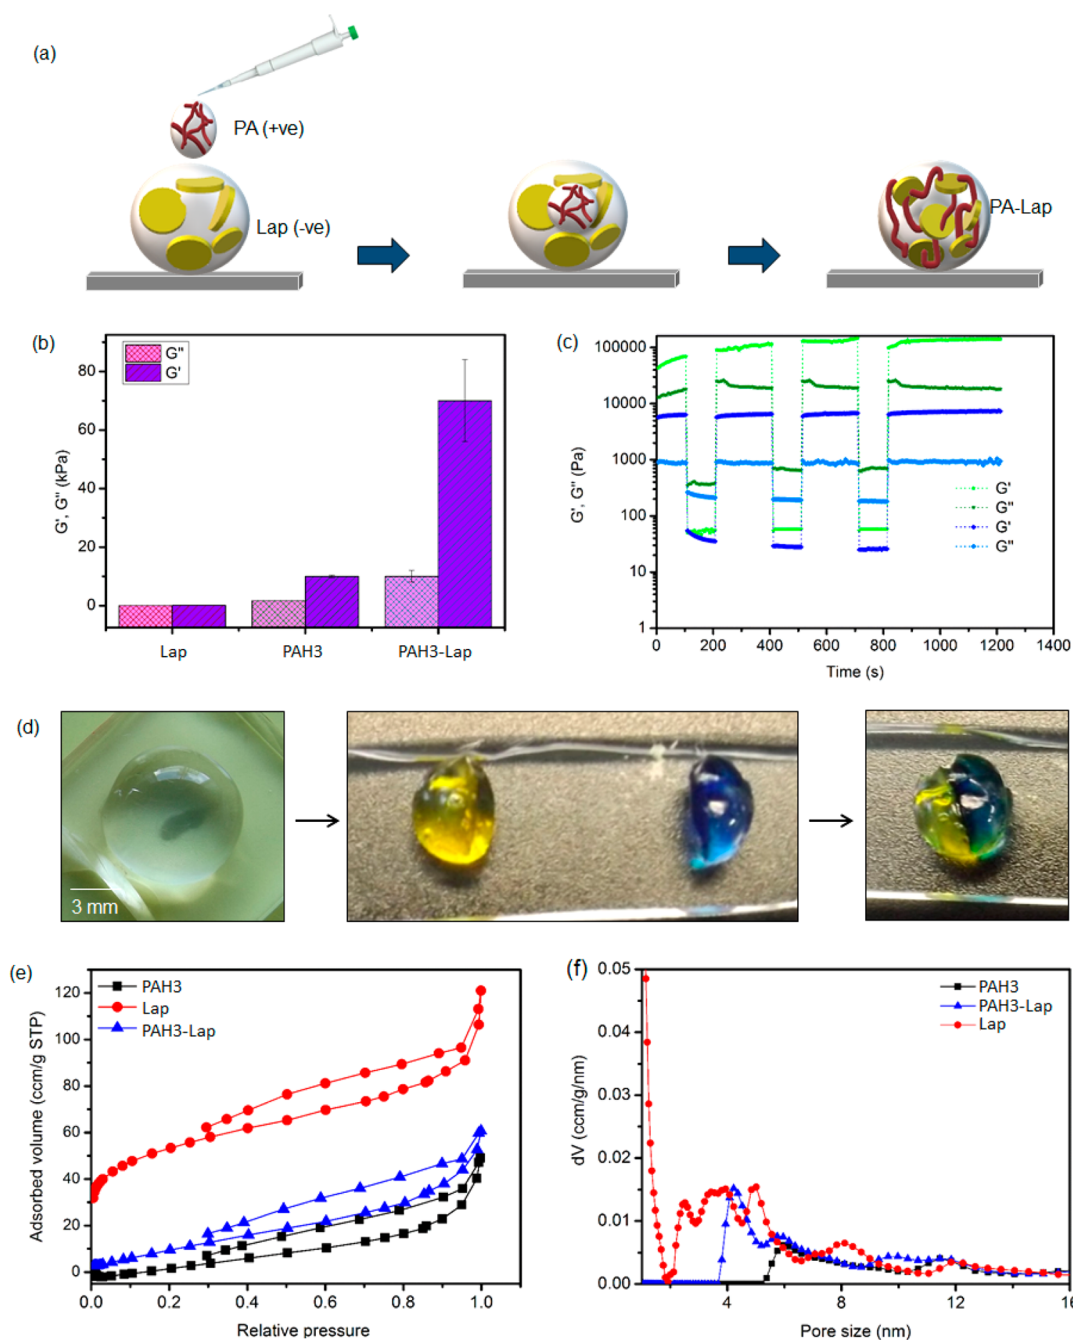 (a)
PA (+ve)
Lap (-ve)
PA-Lap
(b)
G''
G'
G', G'' (kPa)
80
60
40
20
0
Lap
PAH3
PAH3-Lap
(c)
G', G'' (Pa)
100000
10000
1000
100
10
1
G'
G''
G'
G''
0 200 400 600 800 1000 1200 1400
Time (s)
(d)
3 mm
(e)
PAH3
Lap
PAH3-Lap
Adsorbed volume (ccm/g STP)
120
100
80
60
40
20
0
0.0 0.2 0.4 0.6 0.8 1.0
Relative pressure
(f)
PAH3
PAH3-Lap
Lap
dV (ccm/g/nm)
0.05
0.04
0.03
0.02
0.01
0.00
4 8 12 16
Pore size (nm)